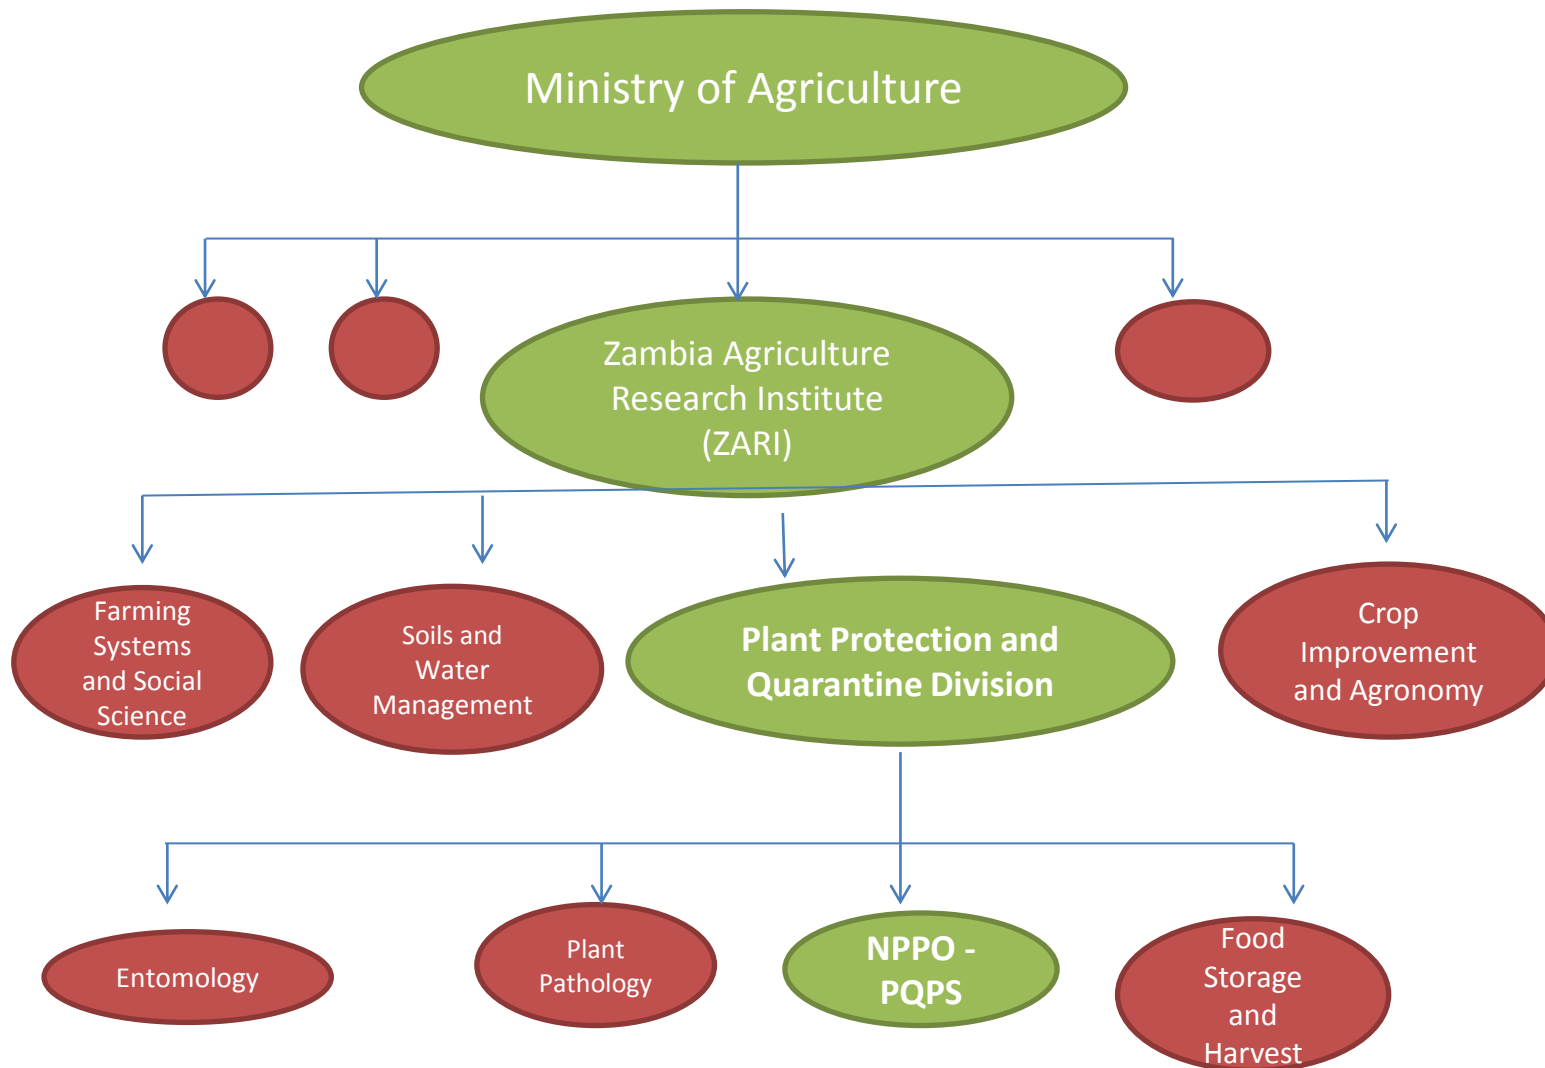 Ministry of Agriculture
Zambia Agriculture
Research Institute
(ZARI)
Farming
Systems
and Social
Science
Soils and
Water
Management
Plant Protection and
Quarantine Division
Crop
Improvement
and Agronomy
Entomology
Plant
Pathology
NPPO -
PQPS
Food
Storage
and
Harvest